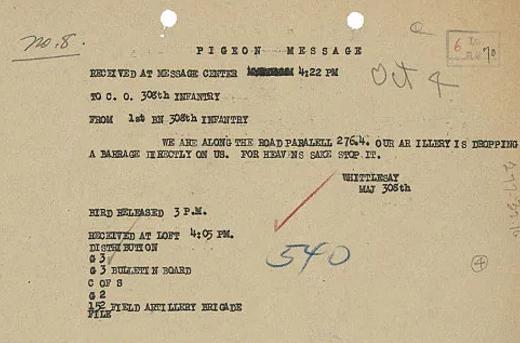 no. 8.
PIGEON MESSAGE
6
70
RECEIVED AT MESSAGE CENTER 4:22 PM
Oct 4
TO C. O. 308th INFANTRY
FROM 1st BN 308th INFANTRY
WE ARE ALONG THE ROAD PARALELL 276.4. OUR AR ILLERY IS DROPPING
A BARRAGE DIRECTLY ON US. FOR HEAVENS SAKE STOP IT.
WHITTLESAY
MAJ 308th
BIRD RELEASED 3 P.M.
RECEIVED AT LOFT 4:05 PM.
DISTRIBUTION
G 3
G 3 BULLETIN BOARD
C OF S
G 2
152 FIELD ARTILLERY BRIGADE
FILE
540
4